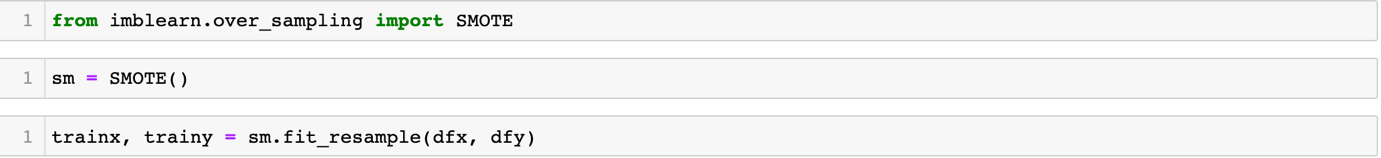 1 from imblearn.over_sampling import SMOTE
1 sm = SMOTE()
1 trainx, trainy = sm.fit_resample(dfx, dfy)